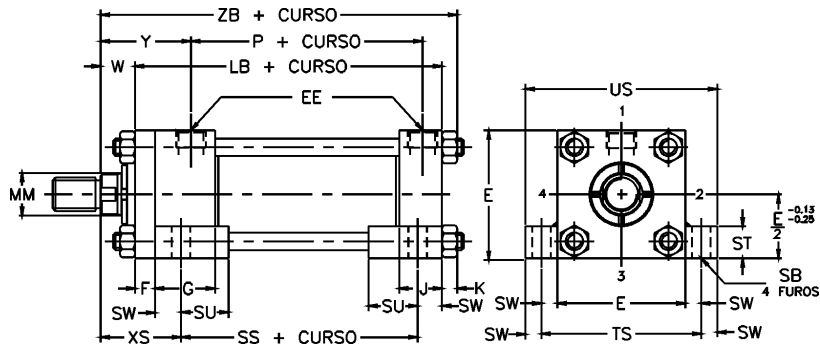 ZB + CURSO
Y P + CURSO
W LB + CURSO
EE
US
1
MM
E
4 2
E/2 -0.13 -0.25
ST
3
F G J K
SB
4 FUROS
SW SU SU SW
SW E SW
XS SS + CURSO
SW TS SW